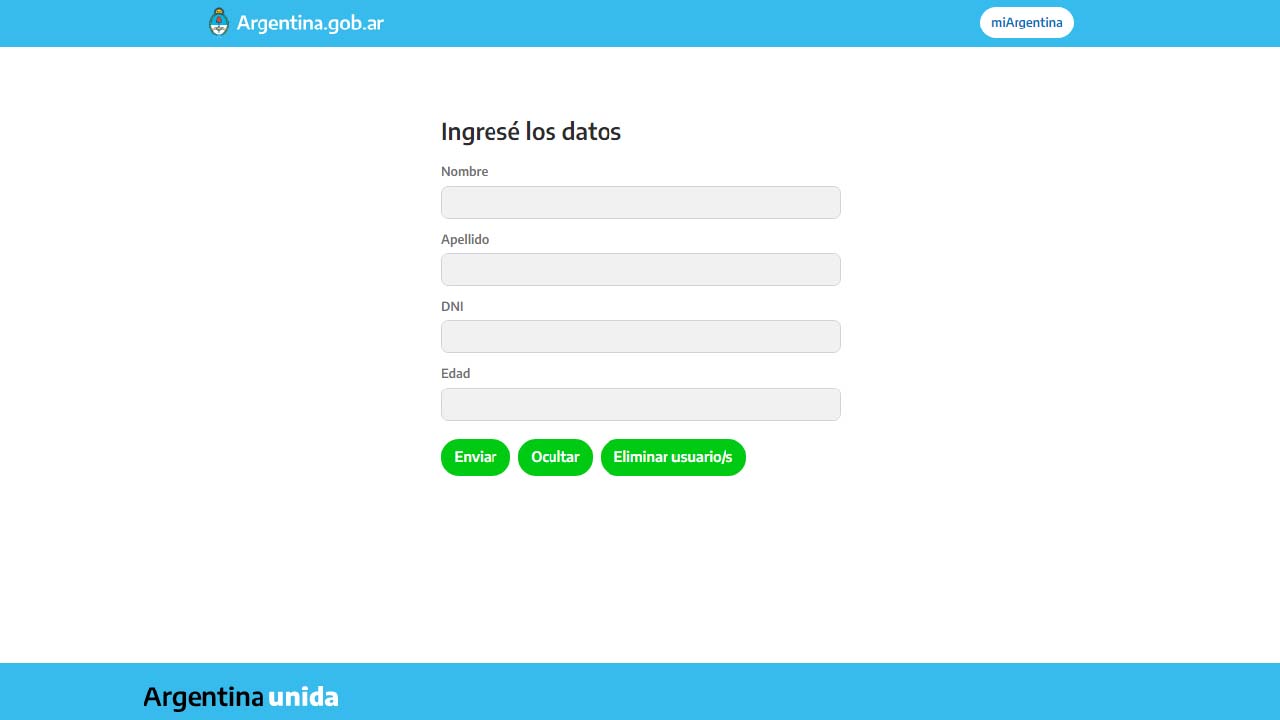 Argentina.gob.ar
miArgentina
Ingresé los datos
Nombre
Apellido
DNI
Edad
Enviar
Ocultar
Eliminar usuario/s
Argentina unida